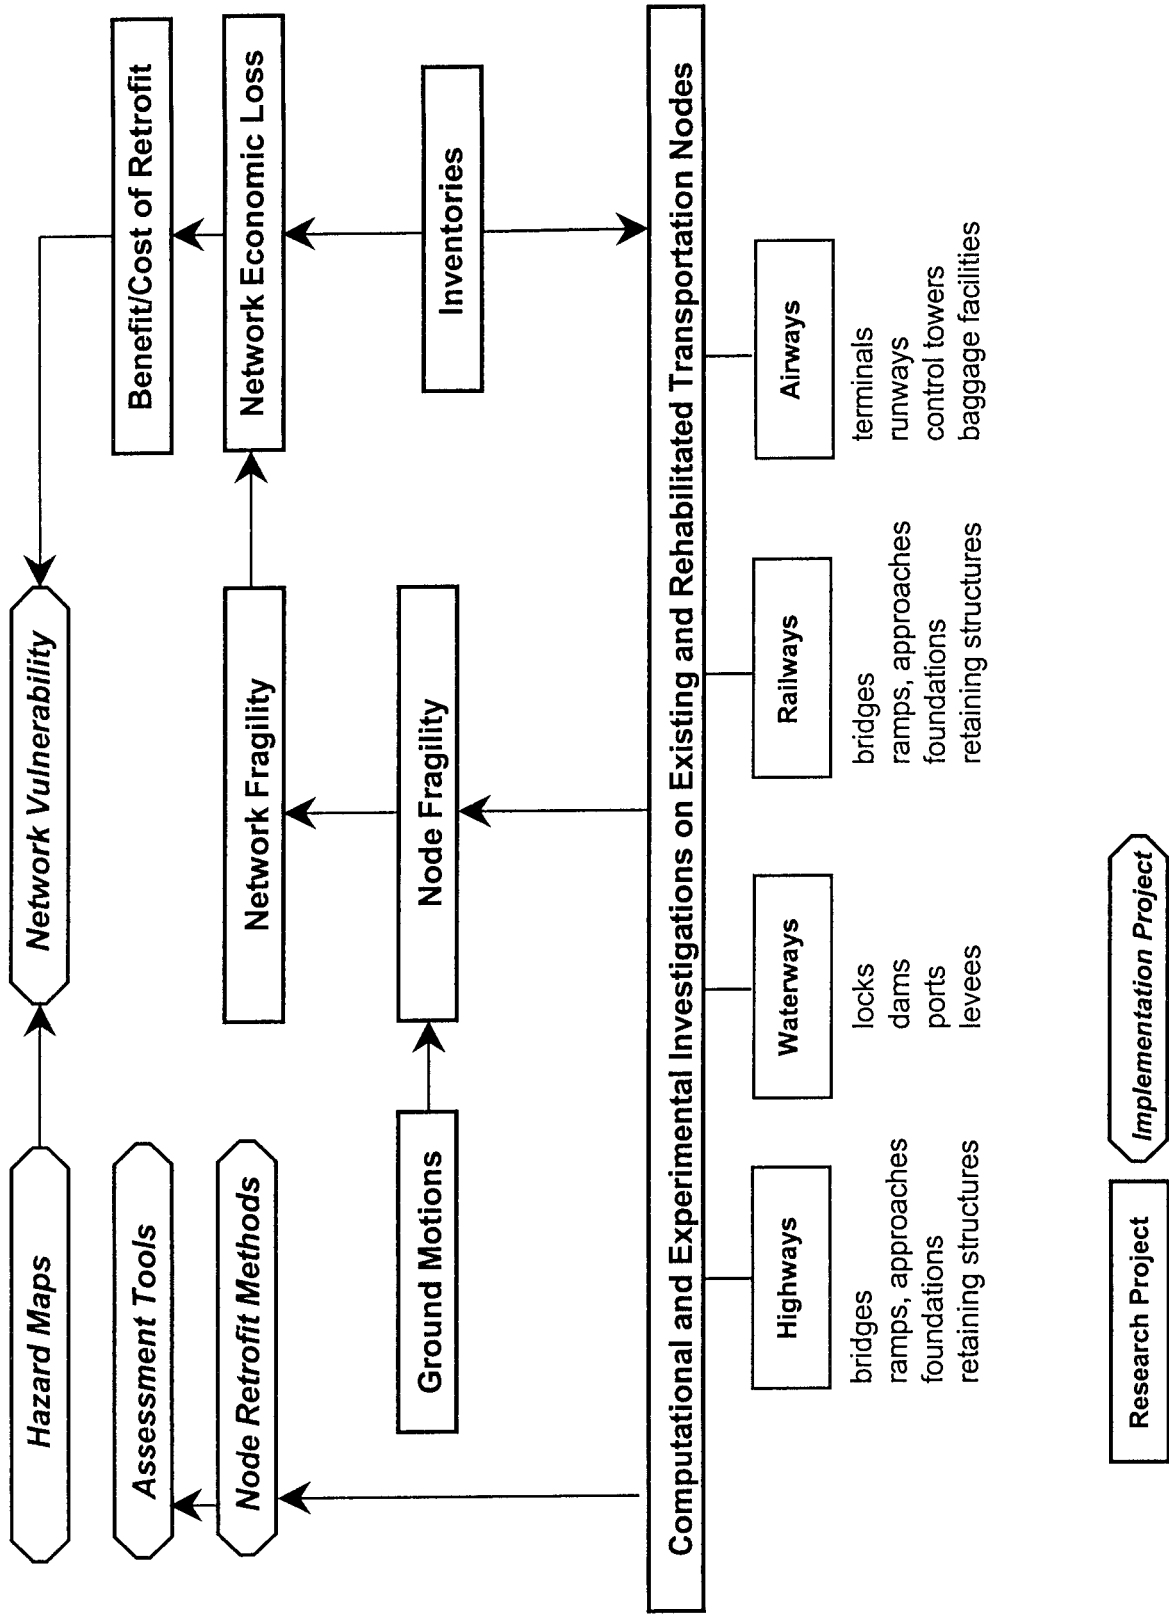 Hazard Maps
Network Vulnerability
Assessment Tools
Benefit/Cost of Retrofit
Node Retrofit Methods
Network Fragility
Network Economic Loss
Ground Motions
Node Fragility
Inventories
Computational and Experimental Investigations on Existing and Rehabilitated Transportation Nodes
Highways
bridges
ramps, approaches
foundations
retaining structures
Waterways
locks
dams
ports
levees
Railways
bridges
ramps, approaches
foundations
retaining structures
Airways
terminals
runways
control towers
baggage facilities
Research Project
Implementation Project